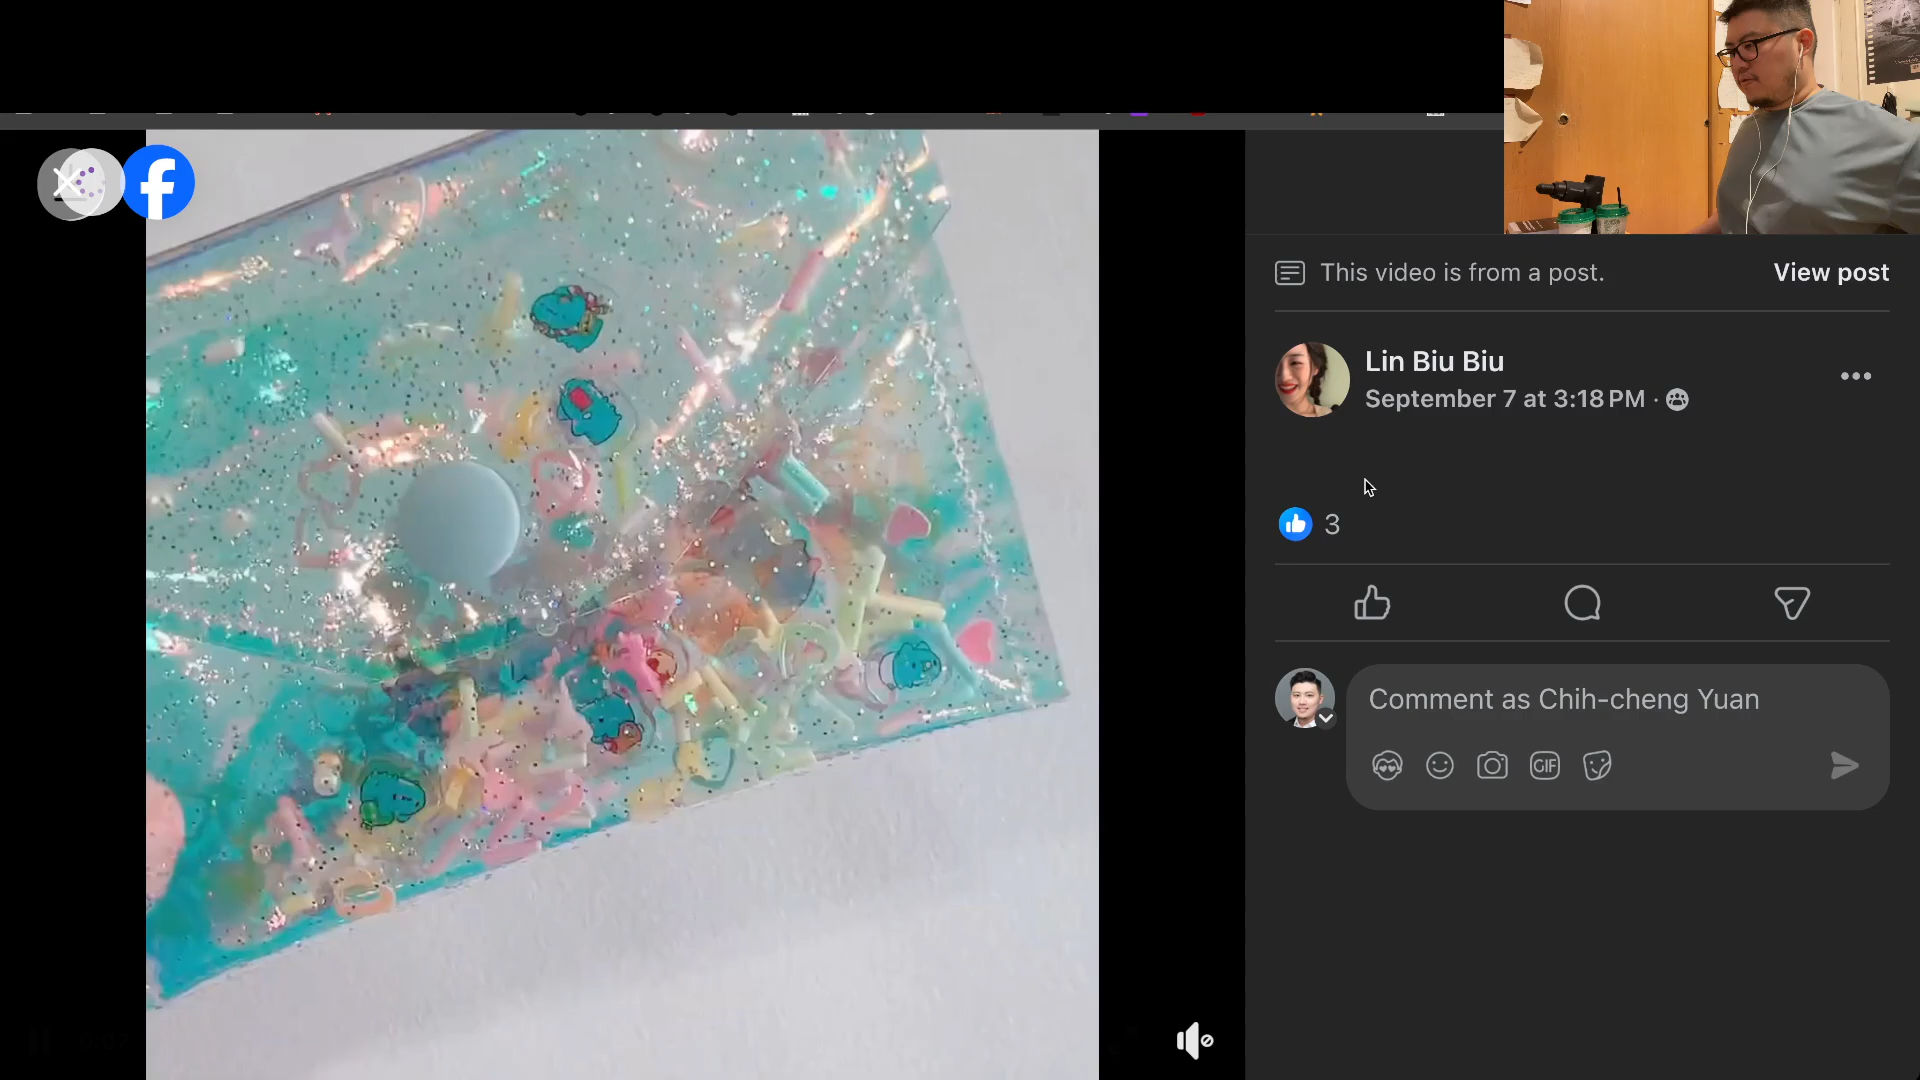 This video is from a post.
View post
Lin Biu Biu
September 7 at 3:18 PM ·
3
Comment as Chih-cheng Yuan
GIF